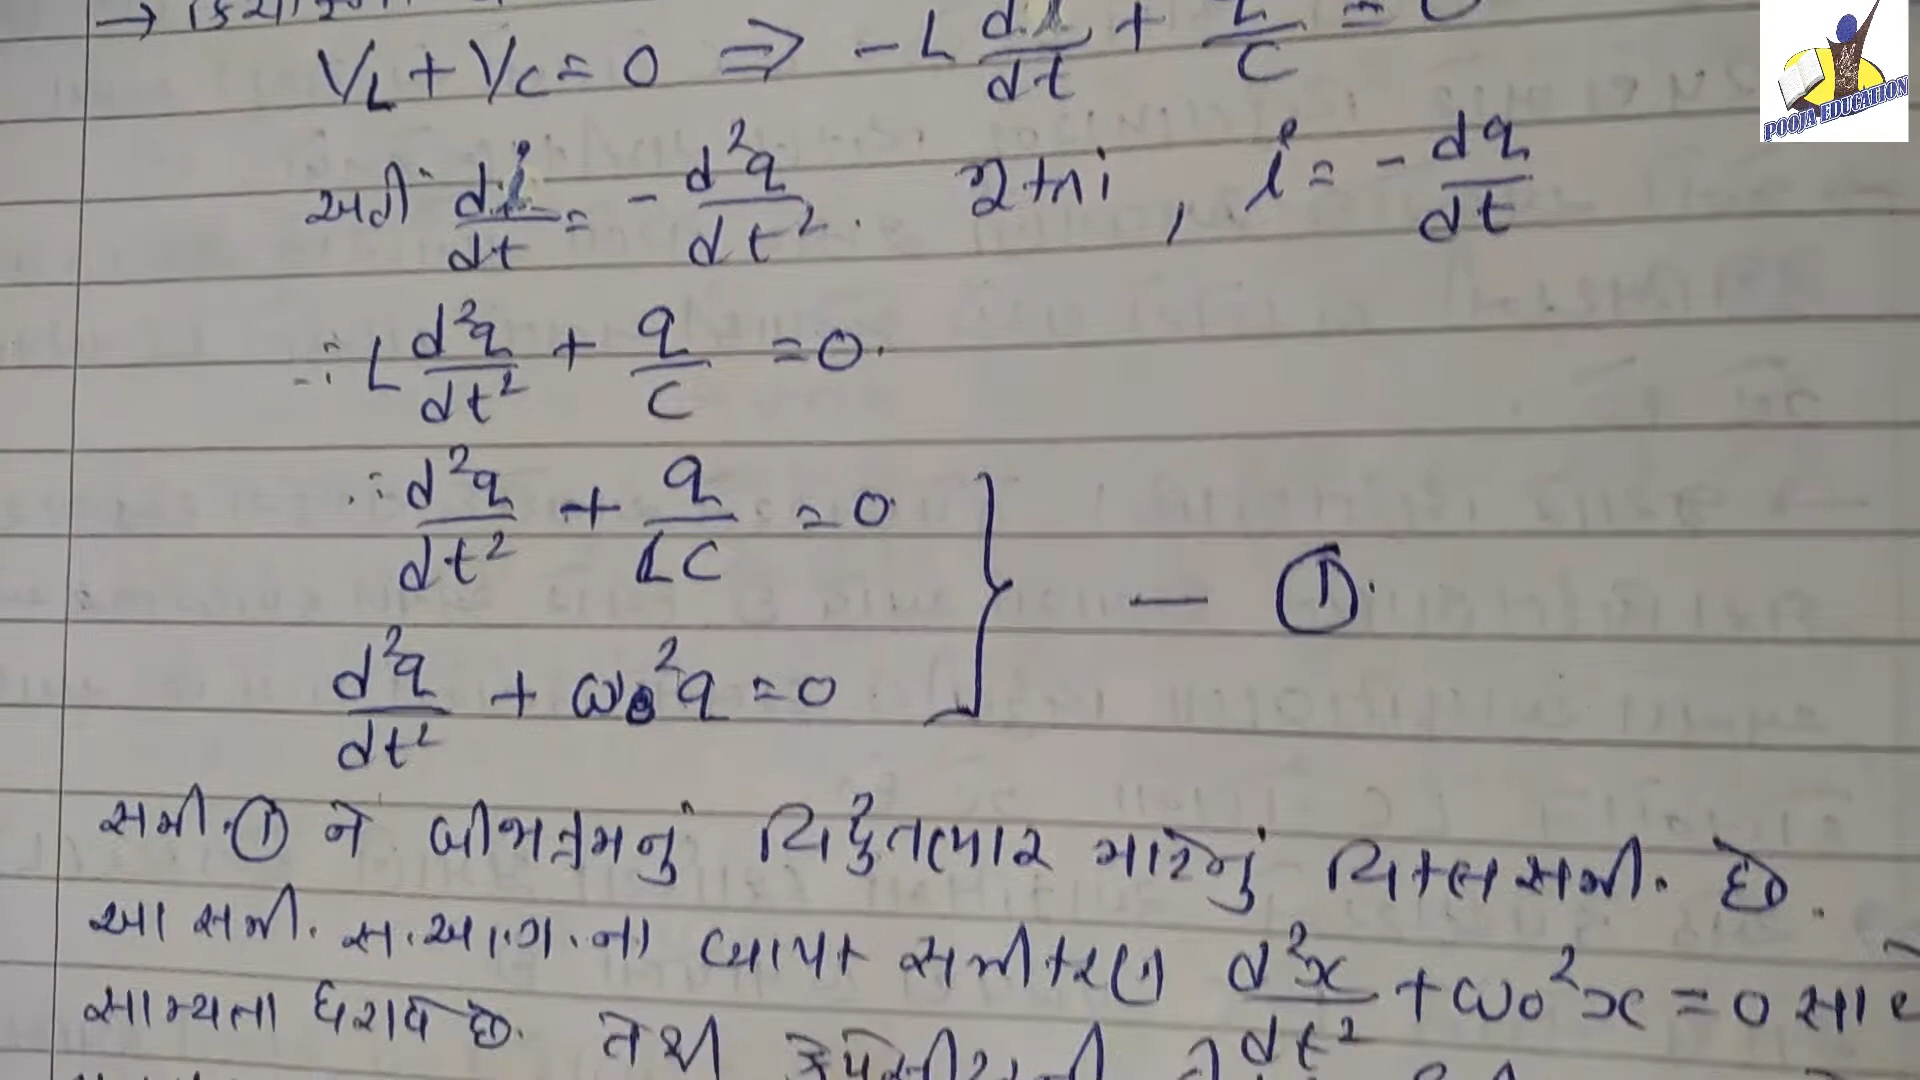 V_L + V_C = 0 ⇒ -L di/dt + q/C = 0
અહીં di/dt = - d²q/dt². કારણકે, i = - dq/dt
∴ L d²q/dt² + q/C = 0.
∴ d²q/dt² + q/LC = 0
d²q/dt² + ω₀²q = 0 } — ①.
સમી.① ને બીજાક્રમનું વિદ્યુતભાર માટેનું વિકલ સમી. છે.
આ સમી. સ.આ.ગ.ના વ્યાપક સમીકરણ d²x/dt² + ω₀²x = 0 સાથે
સામ્યતા ધરાવે છે. તેથી
POOJA EDUCATION